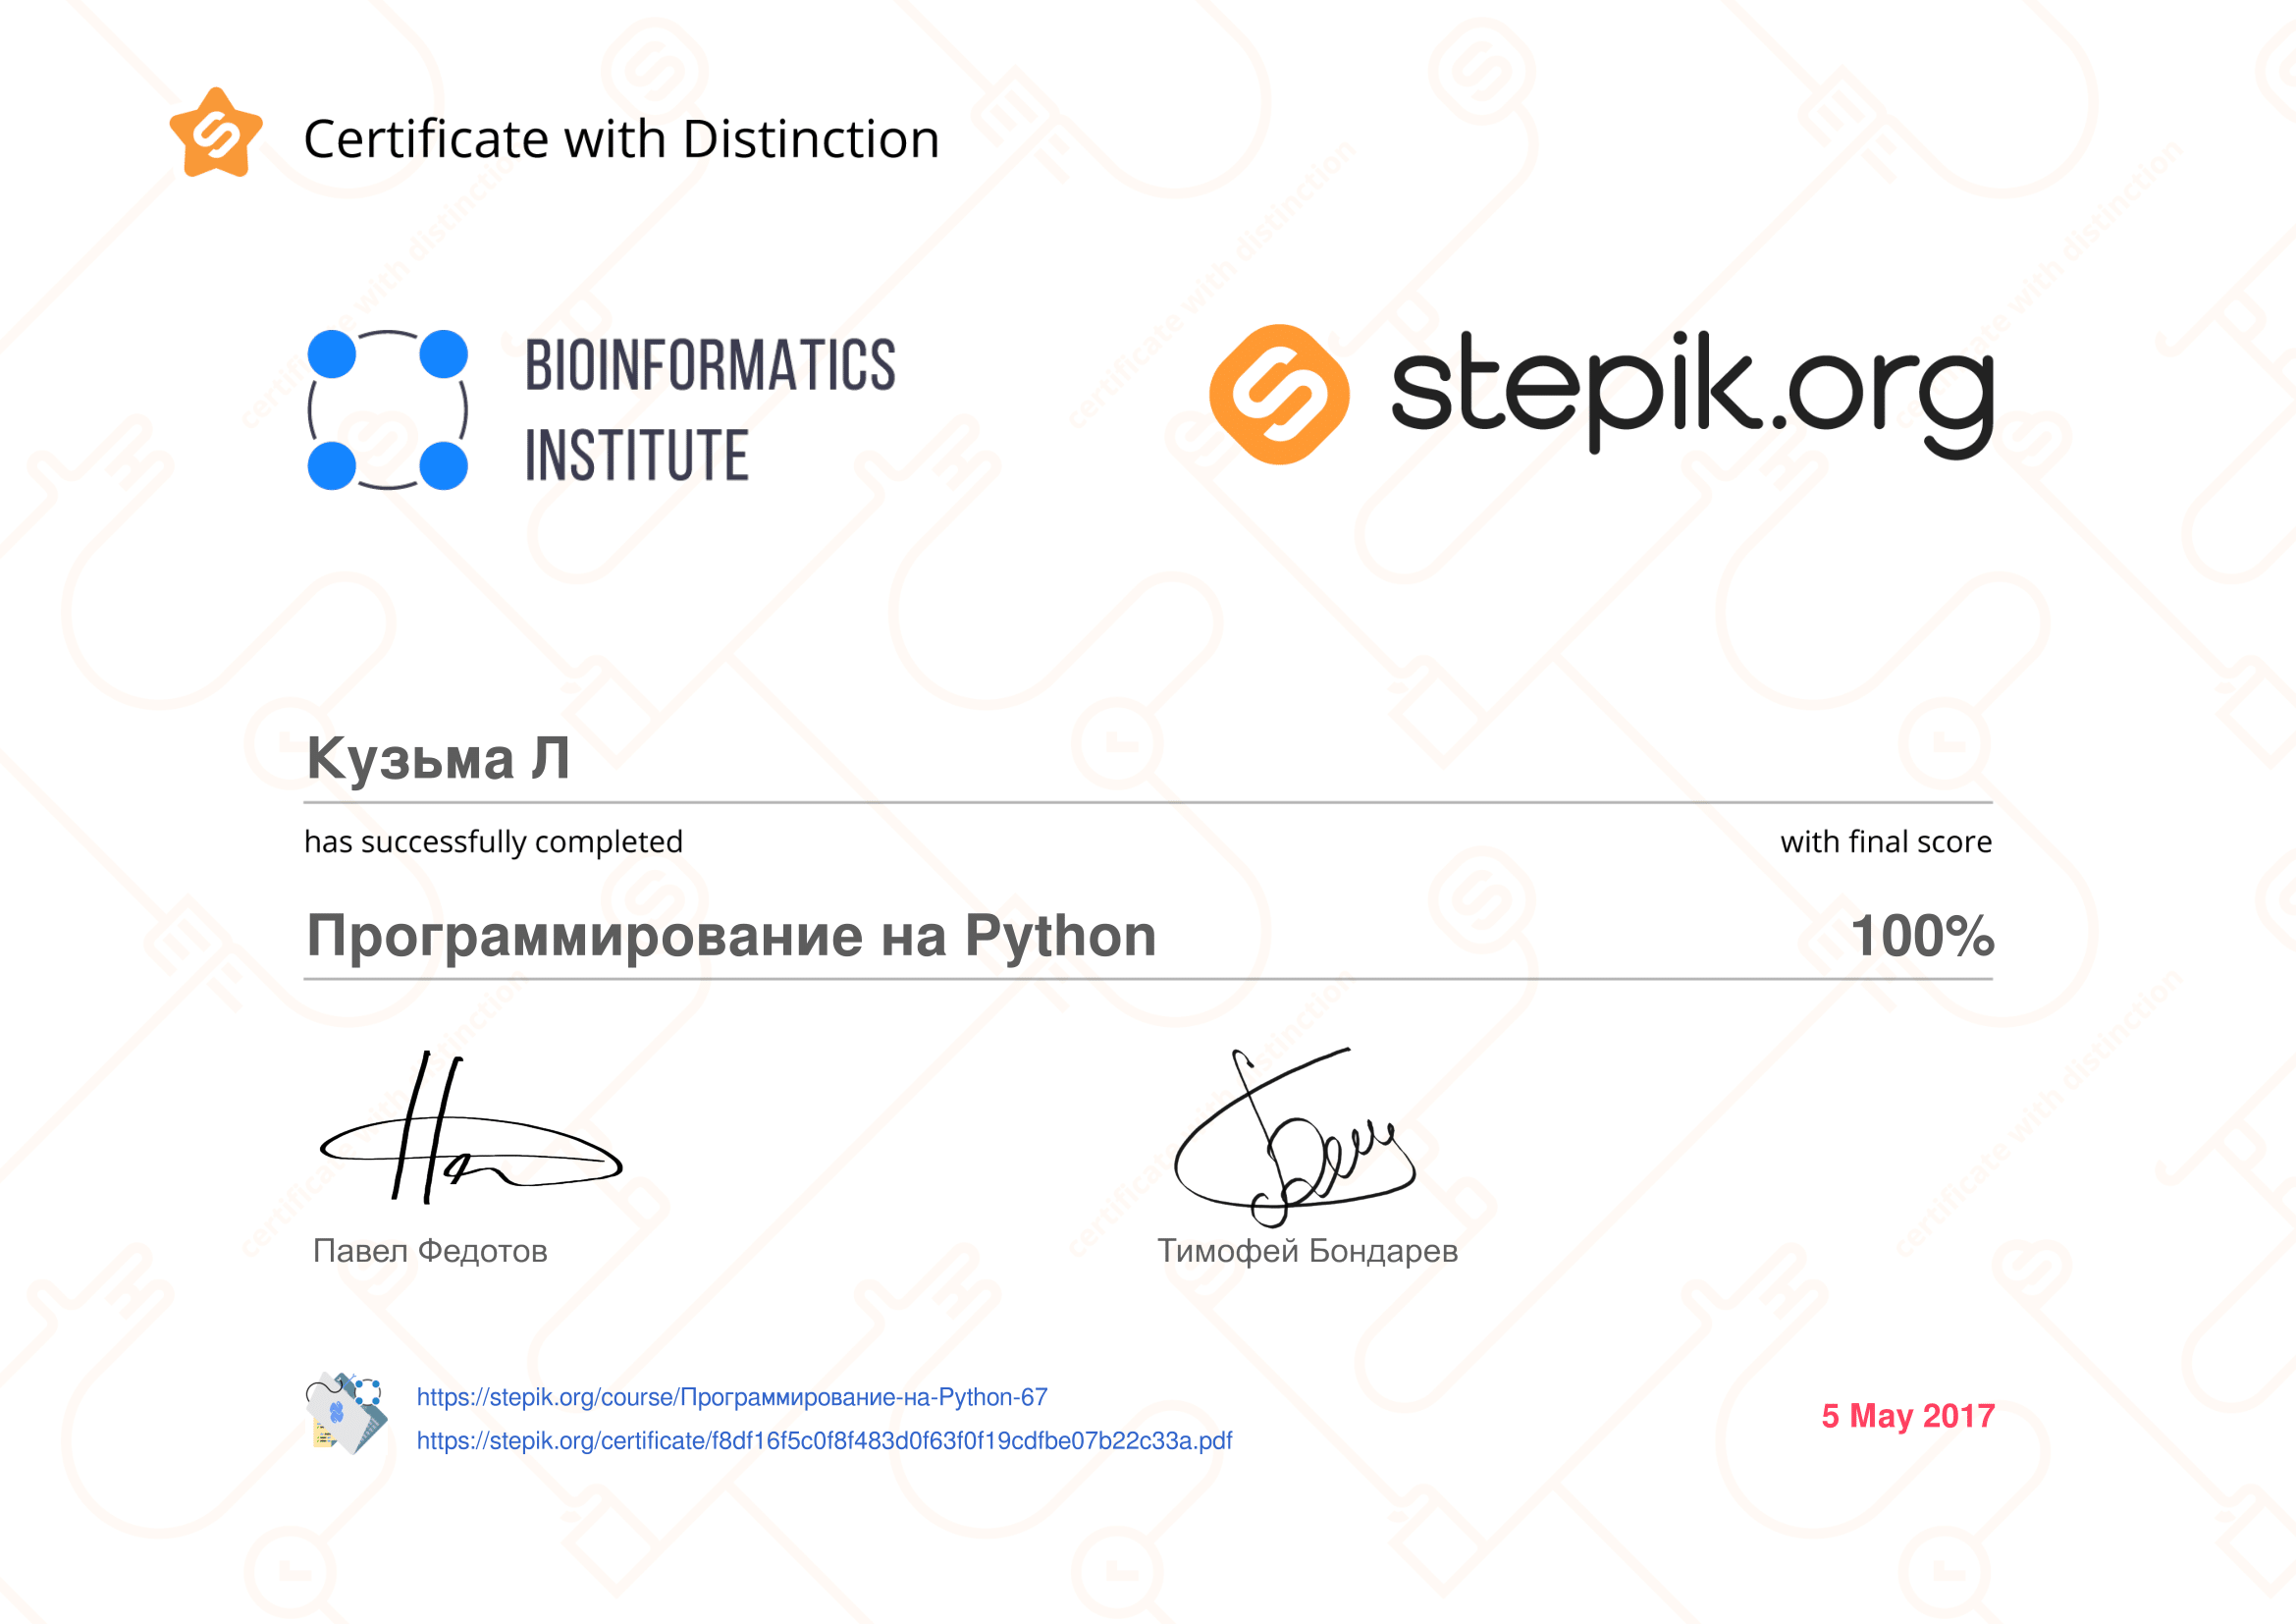 Certificate with Distinction
BIOINFORMATICS
INSTITUTE
stepik.org
Кузьма Л
has successfully completed
with final score
Программирование на Python
100%
Павел Федотов
Тимофей Бондарев
https://stepik.org/course/Программирование-на-Python-67
https://stepik.org/certificate/f8df16f5c0f8f483d0f63f0f19cdfbe07b22c33a.pdf
5 May 2017